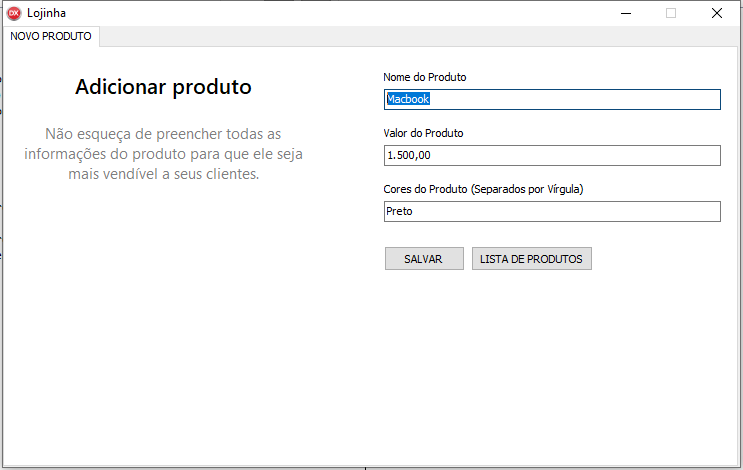 DX Lojinha
NOVO PRODUTO
Adicionar produto
Não esqueça de preencher todas as
informações do produto para que ele seja
mais vendível a seus clientes.
Nome do Produto
Macbook
Valor do Produto
1.500,00
Cores do Produto (Separados por Vírgula)
Preto
SALVAR
LISTA DE PRODUTOS